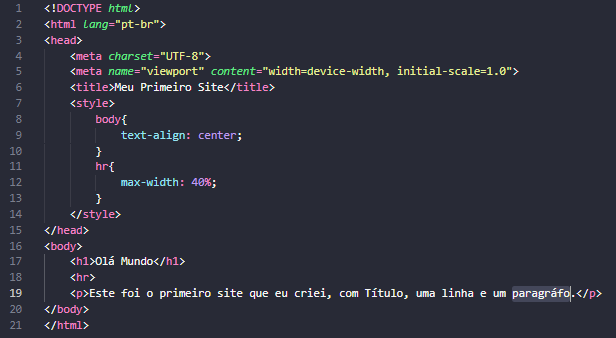 1 <!DOCTYPE html>
2 <html lang="pt-br">
3 <head>
4 <meta charset="UTF-8">
5 <meta name="viewport" content="width=device-width, initial-scale=1.0">
6 <title>Meu Primeiro Site</title>
7 <style>
8 body{
9 text-align: center;
10 }
11 hr{
12 max-width: 40%;
13 }
14 </style>
15 </head>
16 <body>
17 <h1>Olá Mundo</h1>
18 <hr>
19 <p>Este foi o primeiro site que eu criei, com Título, uma linha e um paragráfo.</p>
20 </body>
21 </html>